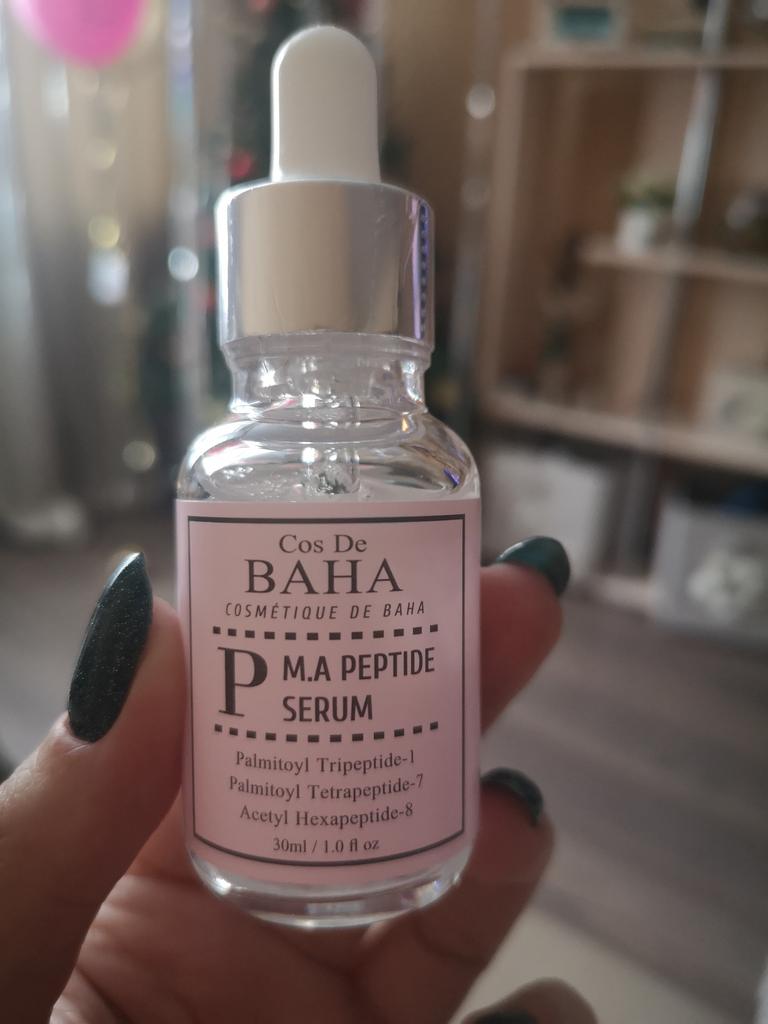 Cos De
BAHA
COSMÉTIQUE DE BAHA
P M.A PEPTIDE
SERUM
Palmitoyl Tripeptide-1
Palmitoyl Tetrapeptide-7
Acetyl Hexapeptide-8
30ml / 1.0 fl oz